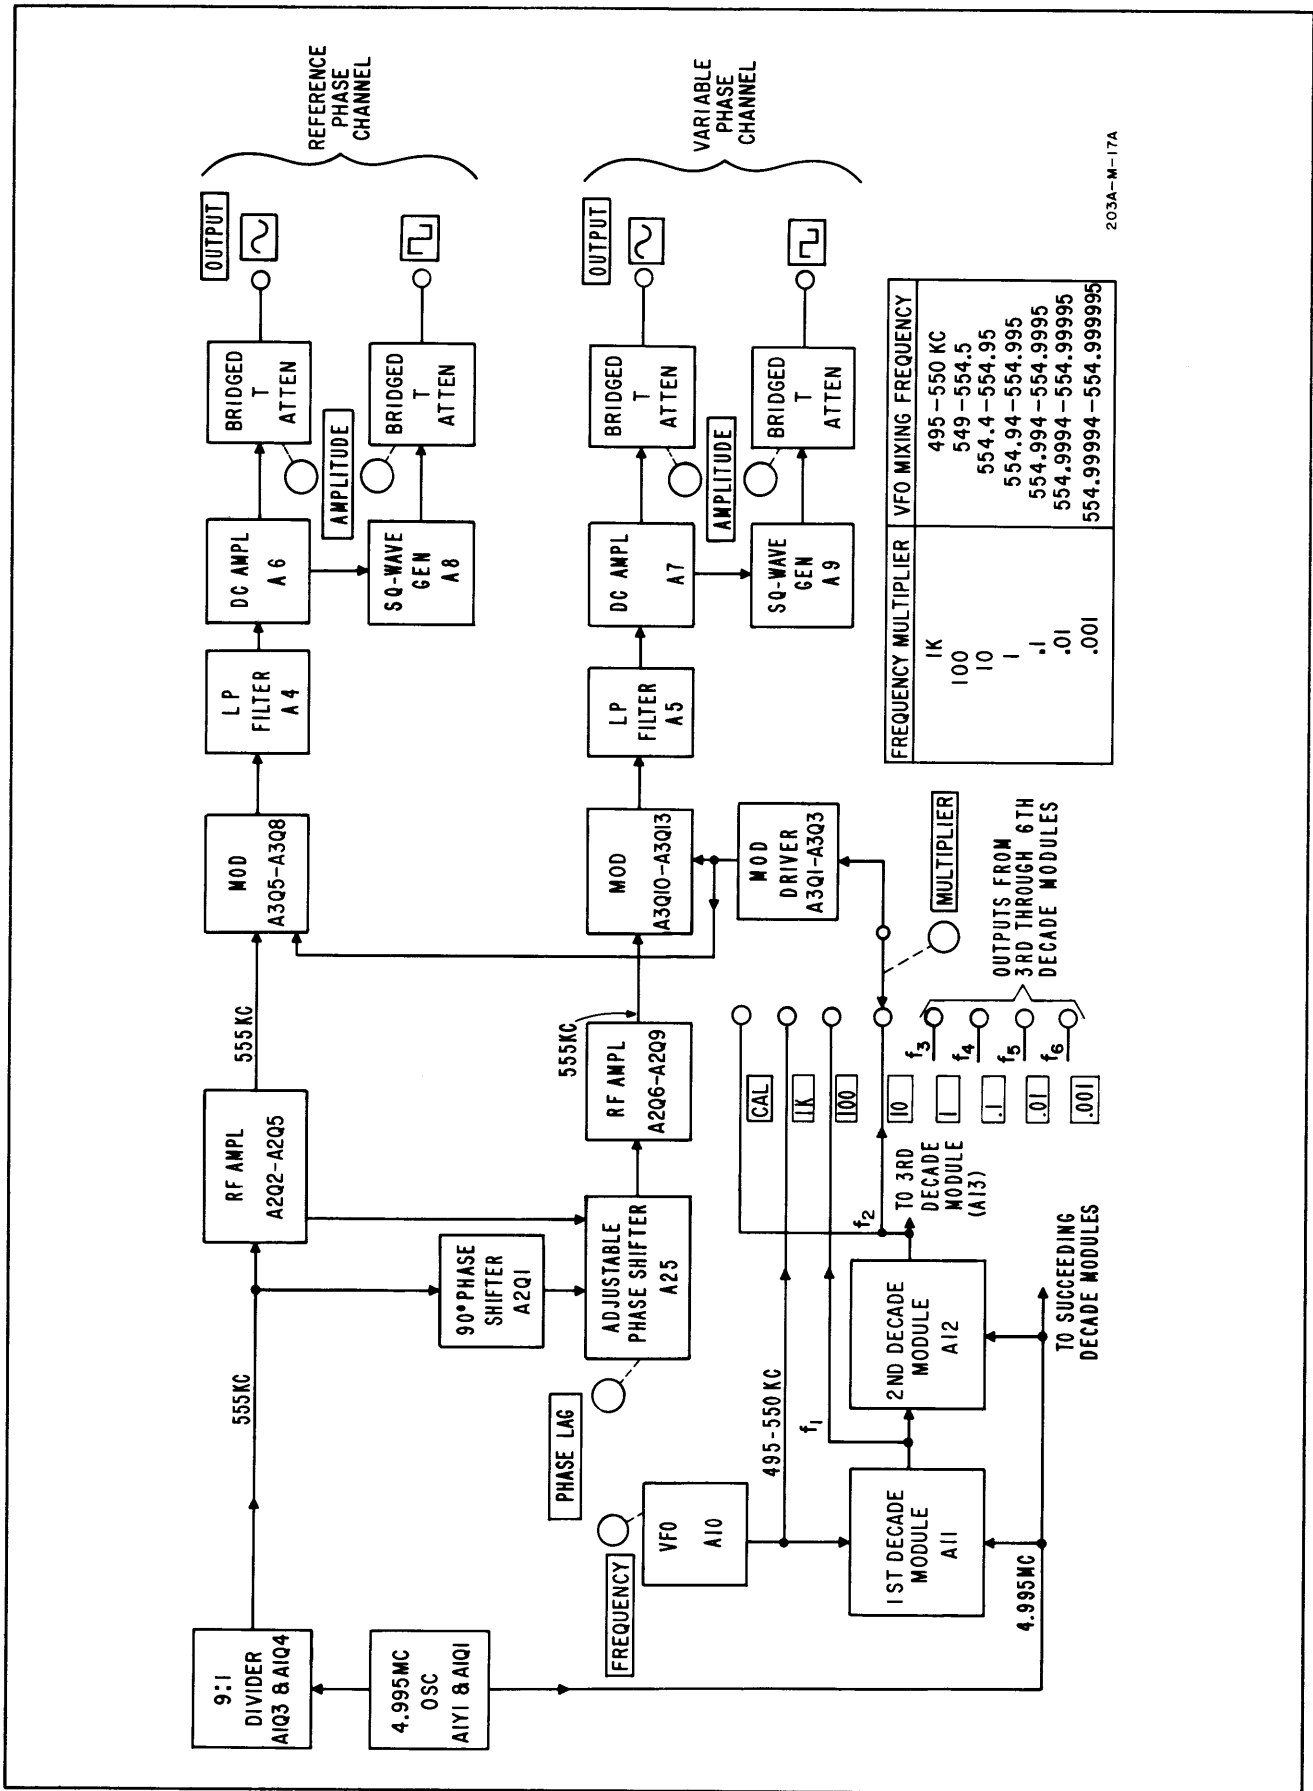 9:1
DIVIDER
A1Q3 & A1Q4
4.995MC
OSC
A1Y1 & A1Q1
555KC
RF AMPL
A2Q2-A2Q5
555KC
MOD
A3Q5-A3Q8
LP
FILTER
A4
DC AMPL
A6
BRIDGED
T
ATTEN
OUTPUT
REFERENCE
PHASE
CHANNEL
AMPLITUDE
SQ-WAVE
GEN
A8
BRIDGED
T
ATTEN
90° PHASE
SHIFTER
A2Q1
PHASE LAG
ADJUSTABLE
PHASE SHIFTER
A25
RF AMPL
A2Q6-A2Q9
555KC
MOD
A3Q10-A3Q13
LP
FILTER
A5
DC AMPL
A7
BRIDGED
T
ATTEN
OUTPUT
VARIABLE
PHASE
CHANNEL
AMPLITUDE
SQ-WAVE
GEN
A9
BRIDGED
T
ATTEN
FREQUENCY
VFO
A10
495-550 KC
f1
f2
CAL
1K
100
10
1
.1
.01
.001
f3
f4
f5
f6
MOD
DRIVER
A3Q1-A3Q3
MULTIPLIER
OUTPUTS FROM
3RD THROUGH 6TH
DECADE MODULES
1ST DECADE
MODULE
A11
2ND DECADE
MODULE
A12
TO 3RD
DECADE
MODULE
(A13)
4.995MC
TO SUCCEEDING
DECADE MODULES
FREQUENCY MULTIPLIER VFO MIXING FREQUENCY
1K 495-550 KC
100 549-554.5
10 554.4-554.95
1 554.94-554.995
.1 554.994-554.9995
.01 554.9994-554.99995
.001 554.99994-554.999995
203A-M-17A